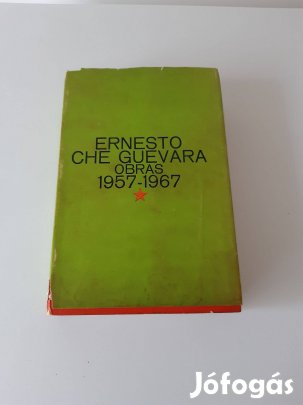 ERNESTO
CHE GUEVARA
OBRAS
1957-1967
Jófogás